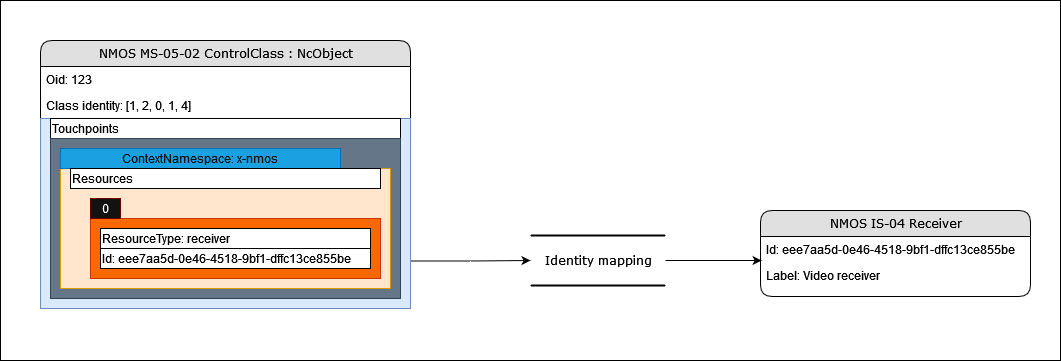 NMOS MS-05-02 ControlClass : NcObject
Oid: 123
Class identity: [1, 2, 0, 1, 4]
Touchpoints
ContextNamespace: x-nmos
Resources
0
ResourceType: receiver
Id: eee7aa5d-0e46-4518-9bf1-dffc13ce855be
Identity mapping
NMOS IS-04 Receiver
Id: eee7aa5d-0e46-4518-9bf1-dffc13ce855be
Label: Video receiver